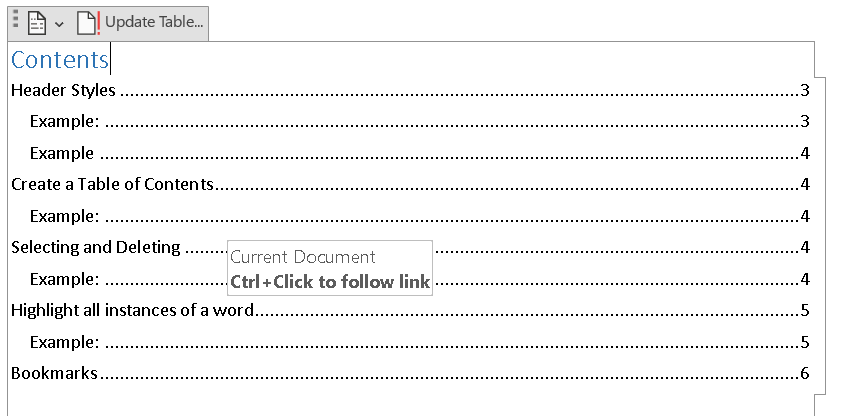 Update Table...
Contents
Header Styles ........................................................ 3
Example: ........................................................ 3
Example ........................................................ 4
Create a Table of Contents ........................................................ 4
Example: ........................................................ 4
Selecting and Deleting ........................................................ 4
Current Document
Ctrl+Click to follow link
Example: ........................................................ 4
Highlight all instances of a word ........................................................ 5
Example: ........................................................ 5
Bookmarks ........................................................ 6